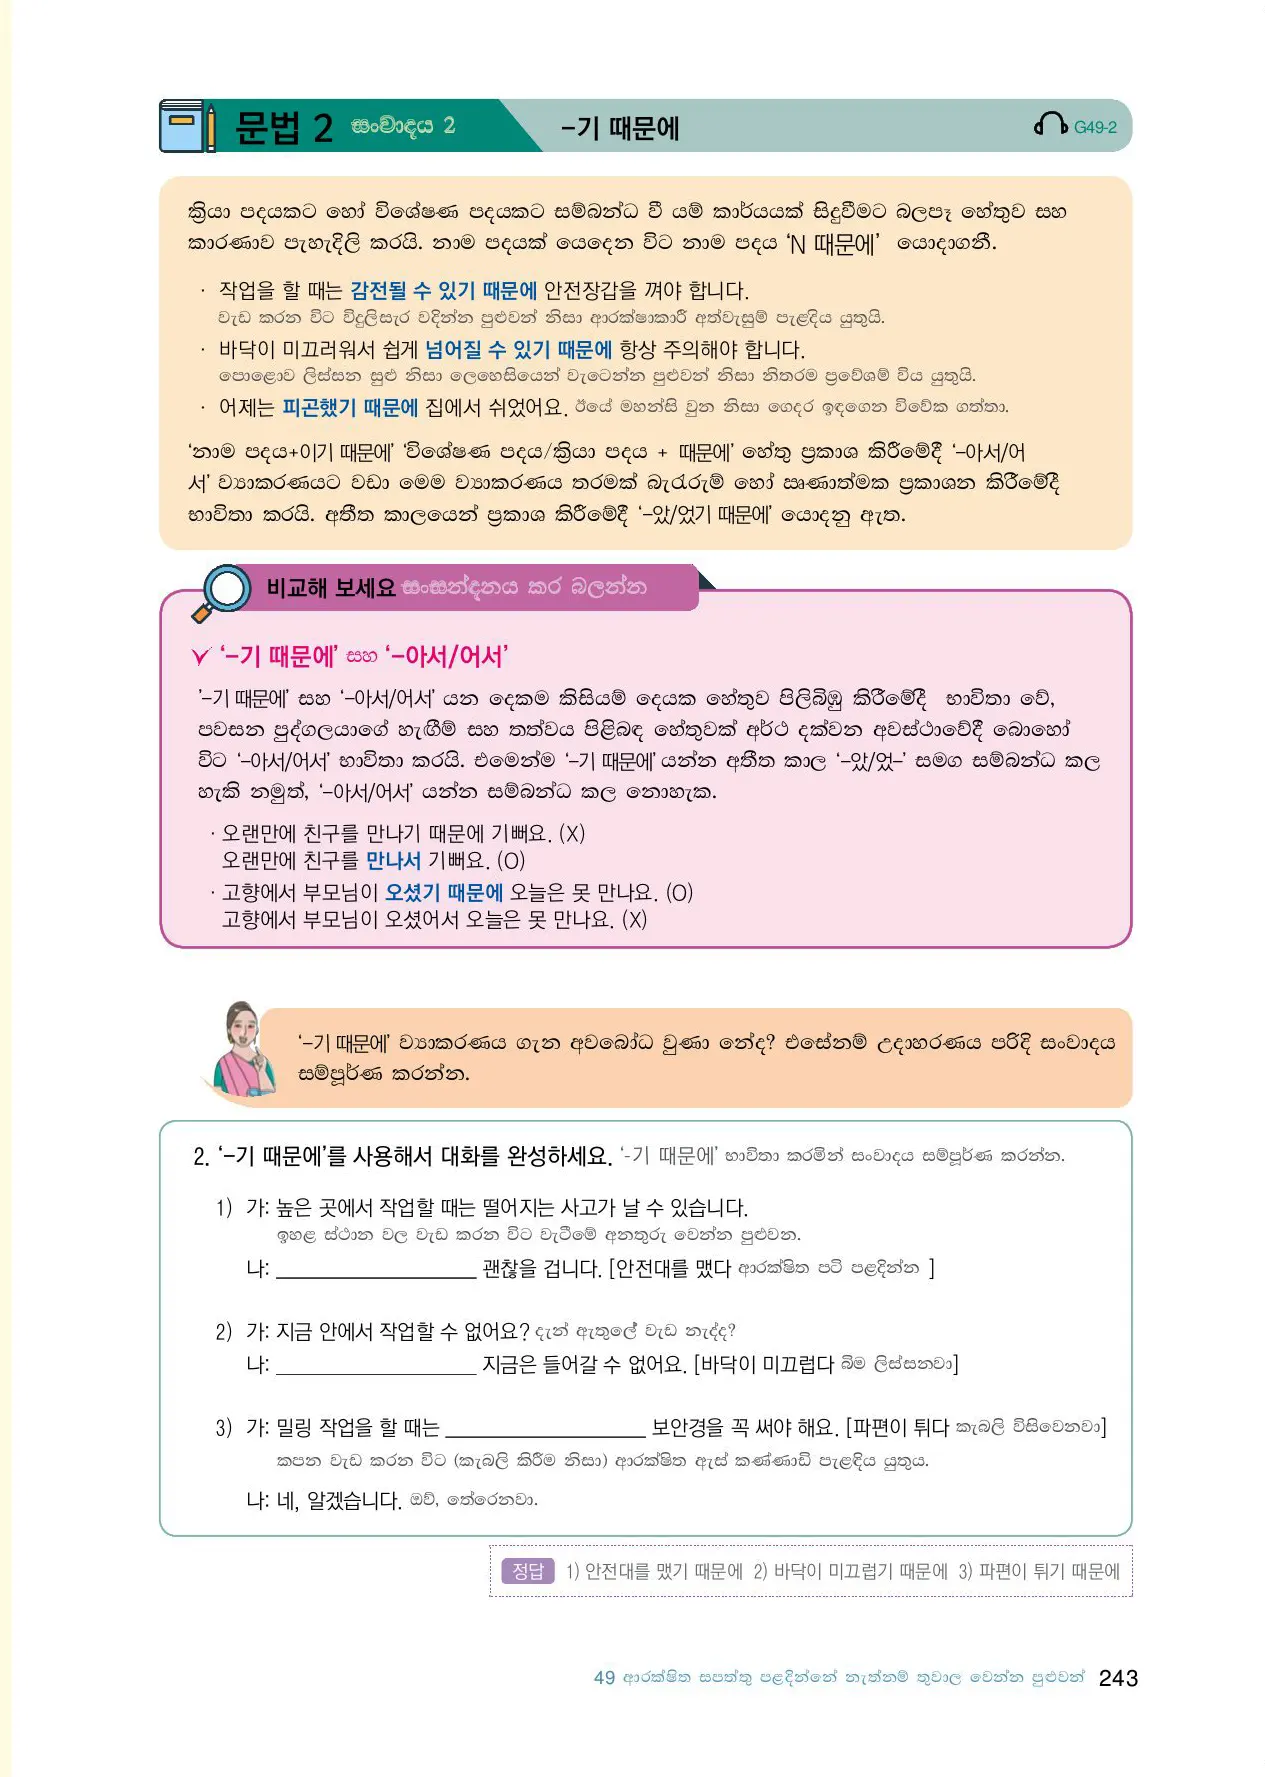 문법 2 සංවාදය 2 -기 때문에 G49-2
ක්‍රියා පදයකට හෝ විශේෂණ පදයකට සම්බන්ධ වී යම් කාර්යයක් සිදුවීමට බලපෑ හේතුව සහ
කාරණාව පැහැදිලි කරයි. නාම පදයක් යෙදෙන විට නාම පදය ‘N 때문에’ යොදාගනී.
· 작업을 할 때는 감전될 수 있기 때문에 안전장갑을 껴야 합니다.
වැඩ කරන විට විදුලිසැර වදින්න පුළුවන් නිසා ආරක්ෂාකාරී අත්වැසුම් පැළදිය යුතුයි.
· 바닥이 미끄러워서 쉽게 넘어질 수 있기 때문에 항상 주의해야 합니다.
පොළොව ලිස්සන සුළු නිසා ලෙහෙසියෙන් වැටෙන්න පුළුවන් නිසා නිතරම ප්‍රවේශම් විය යුතුයි.
· 어제는 피곤했기 때문에 집에서 쉬었어요. ඊයේ මහන්සි වුන නිසා ගෙදර ඉඳගෙන විවේක ගත්තා.
‘නාම පදය+이기 때문에’ ‘විශේෂණ පදය/ක්‍රියා පදය + 때문에’ හේතු ප්‍රකාශ කිරීමේදී ‘-아서/어
서’ ව්‍යාකරණයට වඩා මෙම ව්‍යාකරණය තරමක් බැරෑරුම් හෝ ඍණාත්මක ප්‍රකාශන කිරීමේදී
භාවිතා කරයි. අතීත කාලයෙන් ප්‍රකාශ කිරීමේදී ‘-았/었기 때문에’ යොදනු ඇත.
비교해 보세요 සංසන්දනය කර බලන්න
‘-기 때문에’ සහ ‘-아서/어서’
’-기 때문에’ සහ ‘-아서/어서’ යන දෙකම කිසියම් දෙයක හේතුව පිලිබිඹු කිරීමේදී භාවිතා වේ,
පවසන පුද්ගලයාගේ හැඟීම් සහ තත්වය පිළිබඳ හේතුවක් අර්ථ දක්වන අවස්ථාවේදී බොහෝ
විට ‘-아서/어서’ භාවිතා කරයි. එමෙන්ම ‘-기 때문에’ යන්න අතීත කාල ‘-았/었-’ සමග සම්බන්ධ කල
හැකි නමුත්, ‘-아서/어서’ යන්න සම්බන්ධ කල නොහැක.
· 오랜만에 친구를 만나기 때문에 기뻐요. (X)
오랜만에 친구를 만나서 기뻐요. (O)
· 고향에서 부모님이 오셨기 때문에 오늘은 못 만나요. (O)
고향에서 부모님이 오셨어서 오늘은 못 만나요. (X)
‘-기 때문에’ ව්‍යාකරණය ගැන අවබෝධ වුණා නේද? එසේනම් උදාහරණය පරිදි සංවාදය
සම්පූර්ණ කරන්න.
2. ‘-기 때문에’를 사용해서 대화를 완성하세요. ‘-기 때문에’ භාවිතා කරමින් සංවාදය සම්පූර්ණ කරන්න.
1) 가: 높은 곳에서 작업할 때는 떨어지는 사고가 날 수 있습니다.
ඉහළ ස්ථාන වල වැඩ කරන විට වැටීමේ අනතුරු වෙන්න පුළුවන.
나: ____________________ 괜찮을 겁니다. [안전대를 맸다 ආරක්ෂිත පටි පළදින්න ]
2) 가: 지금 안에서 작업할 수 없어요? දැන් ඇතුලේ වැඩ නැද්ද?
나: ____________________ 지금은 들어갈 수 없어요. [바닥이 미끄럽다 බිම ලිස්සනවා]
3) 가: 밀링 작업을 할 때는 ____________________ 보안경을 꼭 써야 해요. [파편이 튀다 කැබලි විසිවෙනවා]
කපන වැඩ කරන විට (කැබලි කිරීම නිසා) ආරක්ෂිත ඇස් කණ්ණාඩි පැළඳිය යුතුය.
나: 네, 알겠습니다. ඔව්, තේරෙනවා.
정답 1) 안전대를 맸기 때문에 2) 바닥이 미끄럽기 때문에 3) 파편이 튀기 때문에
49 ආරක්ෂිත සපත්තු පළදින්නේ නැත්නම් තුවාල වෙන්න පුළුවන් 243